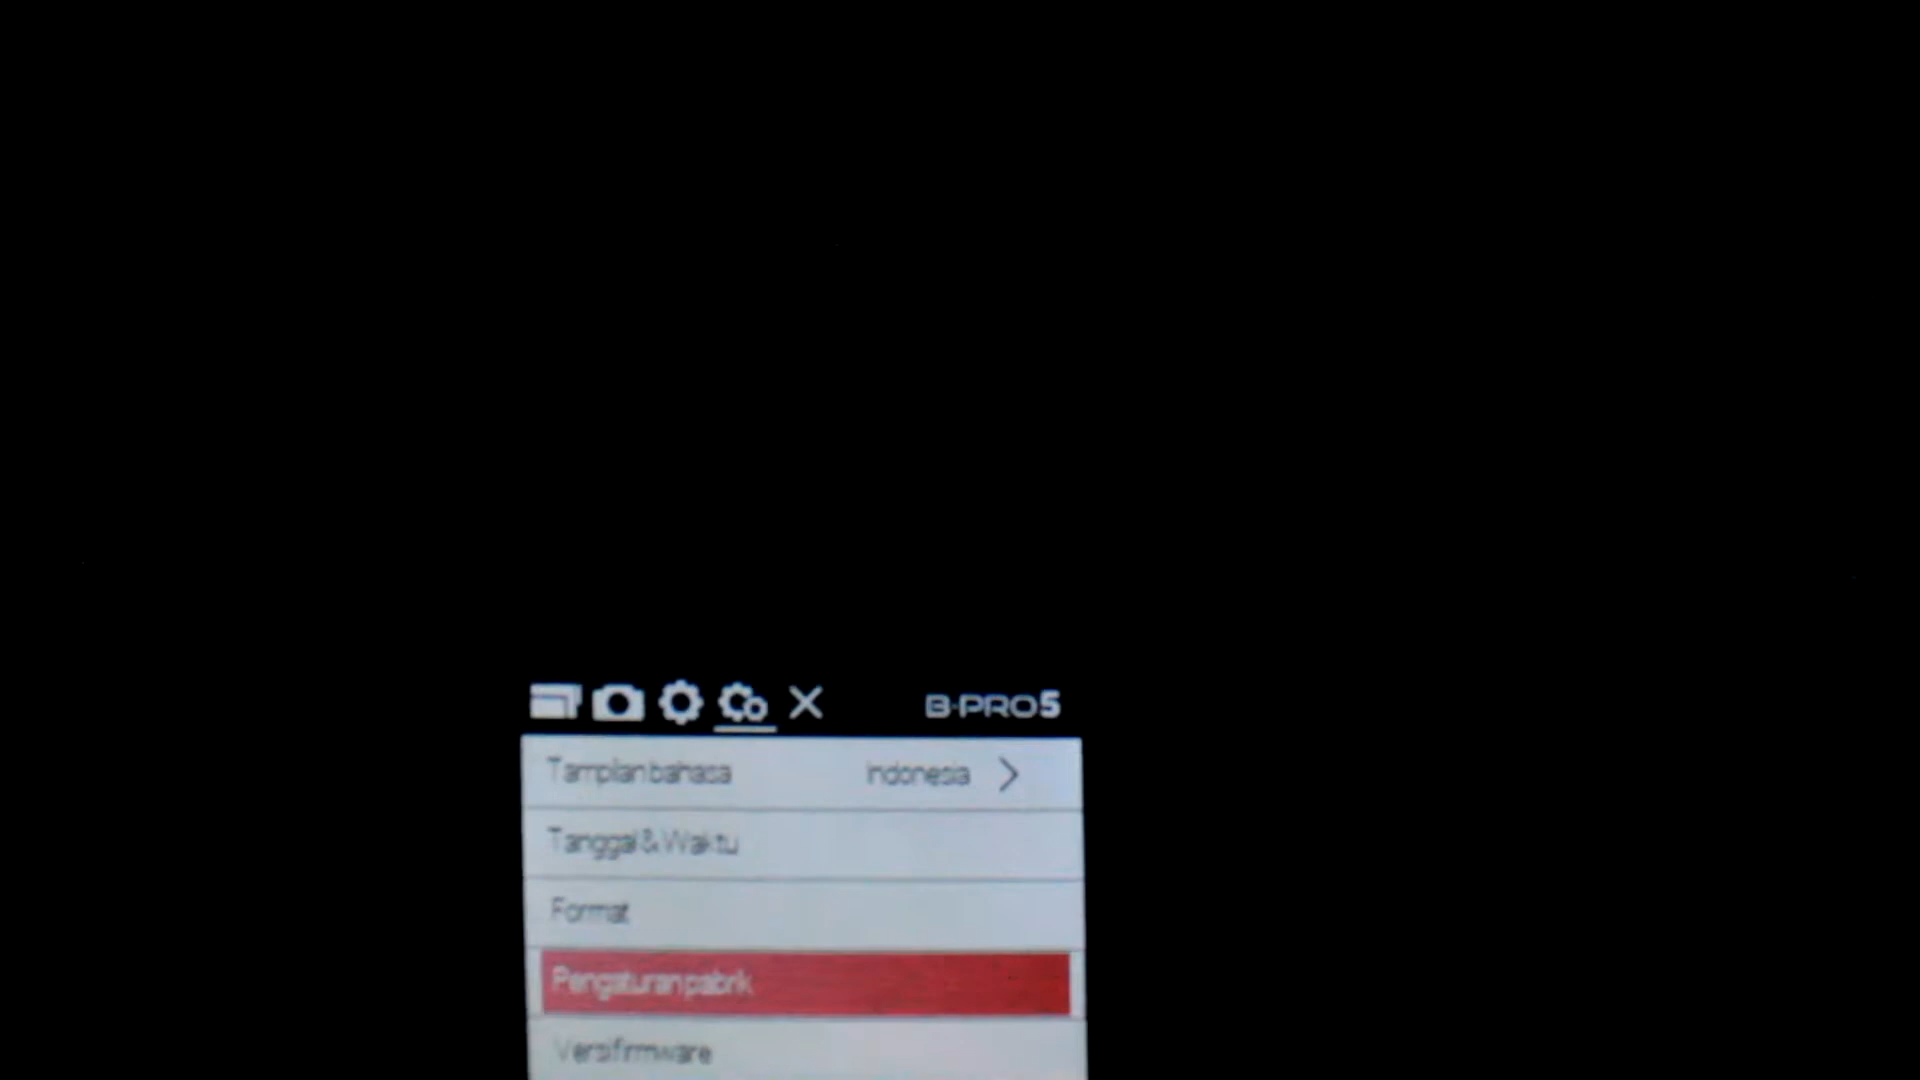 B·PRO5
Tampilan bahasa Indonesia
Tanggal & Waktu
Format
Pengaturan pabrik
Versi firmware